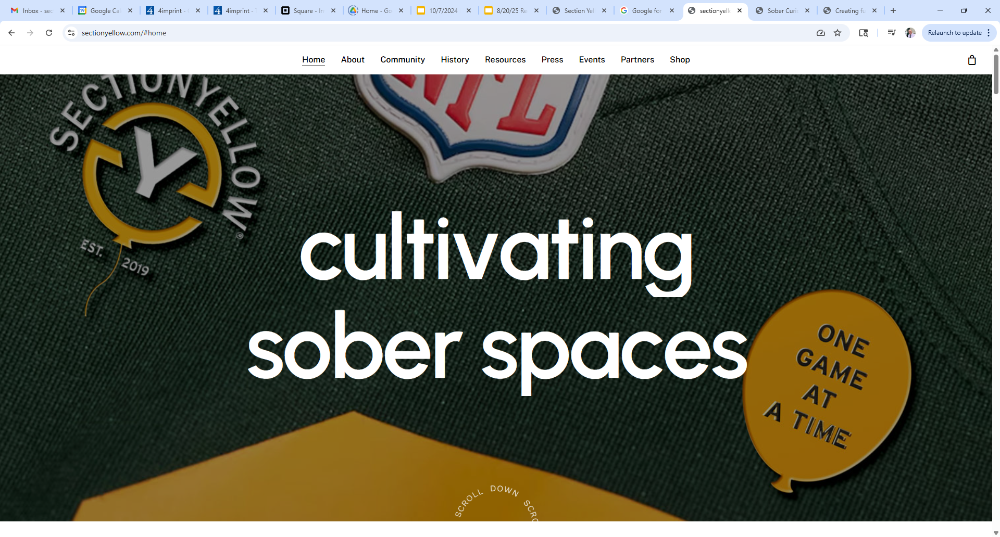 Inbox - sec
Google Cal
4imprint -
4imprint -
Square - In
Home - Go
10/7/2024
8/20/25 Re
Section Yel
Google for
sectionyello
Sober Curi
Creating fu
sectionyellow.com/#home
Relaunch to update
Home About Community History Resources Press Events Partners Shop
NFL
SECTIONYELLOW®
Y
EST. 2019
cultivating
sober spaces
ONE
GAME
AT
A TIME
SCROLL DOWN SCRO